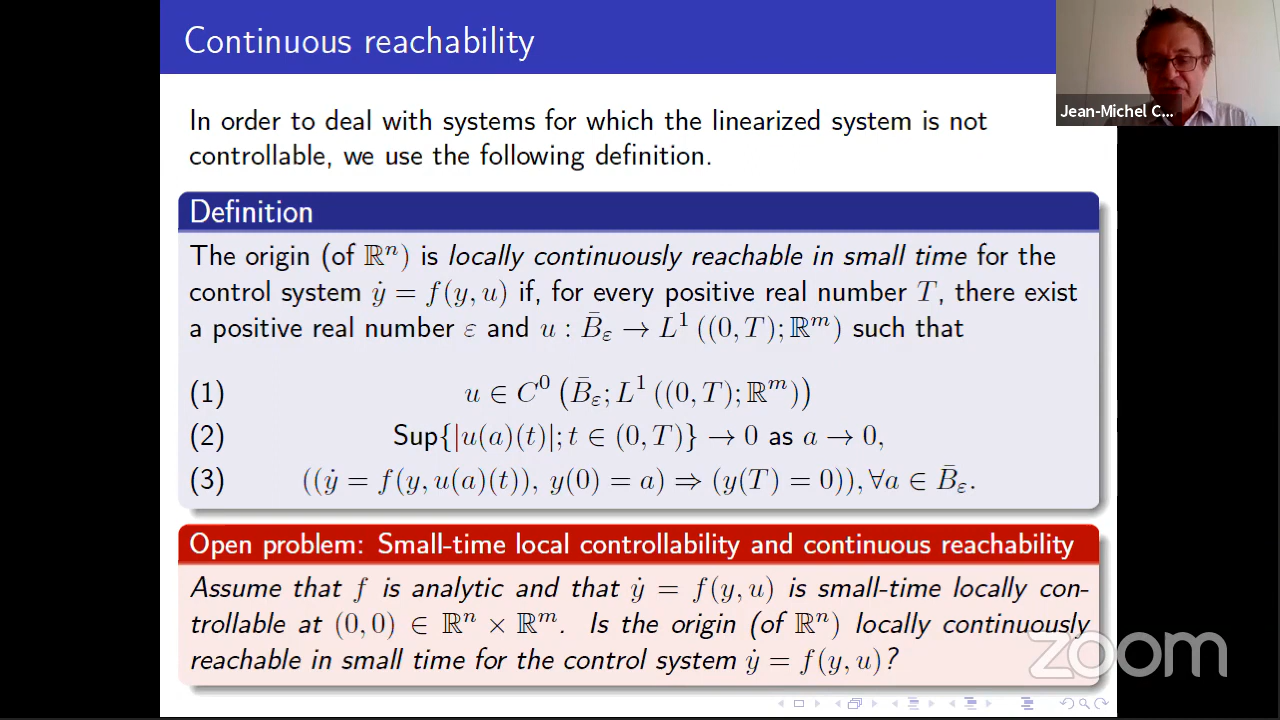 Continuous reachability
Jean-Michel C...
In order to deal with systems for which the linearized system is not
controllable, we use the following definition.
Definition
The origin (of ℝⁿ) is locally continuously reachable in small time for the
control system ẏ = f(y, u) if, for every positive real number T, there exist
a positive real number ε and u : B̄_ε → L¹ ((0, T); ℝᵐ) such that
(1) u ∈ C⁰ (B̄_ε; L¹ ((0, T); ℝᵐ))
(2) Sup{|u(a)(t)|; t ∈ (0, T)} → 0 as a → 0,
(3) ((ẏ = f(y, u(a)(t)), y(0) = a) ⇒ (y(T) = 0)), ∀a ∈ B̄_ε.
Open problem: Small-time local controllability and continuous reachability
Assume that f is analytic and that ẏ = f(y, u) is small-time locally con-
trollable at (0, 0) ∈ ℝⁿ × ℝᵐ. Is the origin (of ℝⁿ) locally continuously
reachable in small time for the control system ẏ = f(y, u)?
zoom